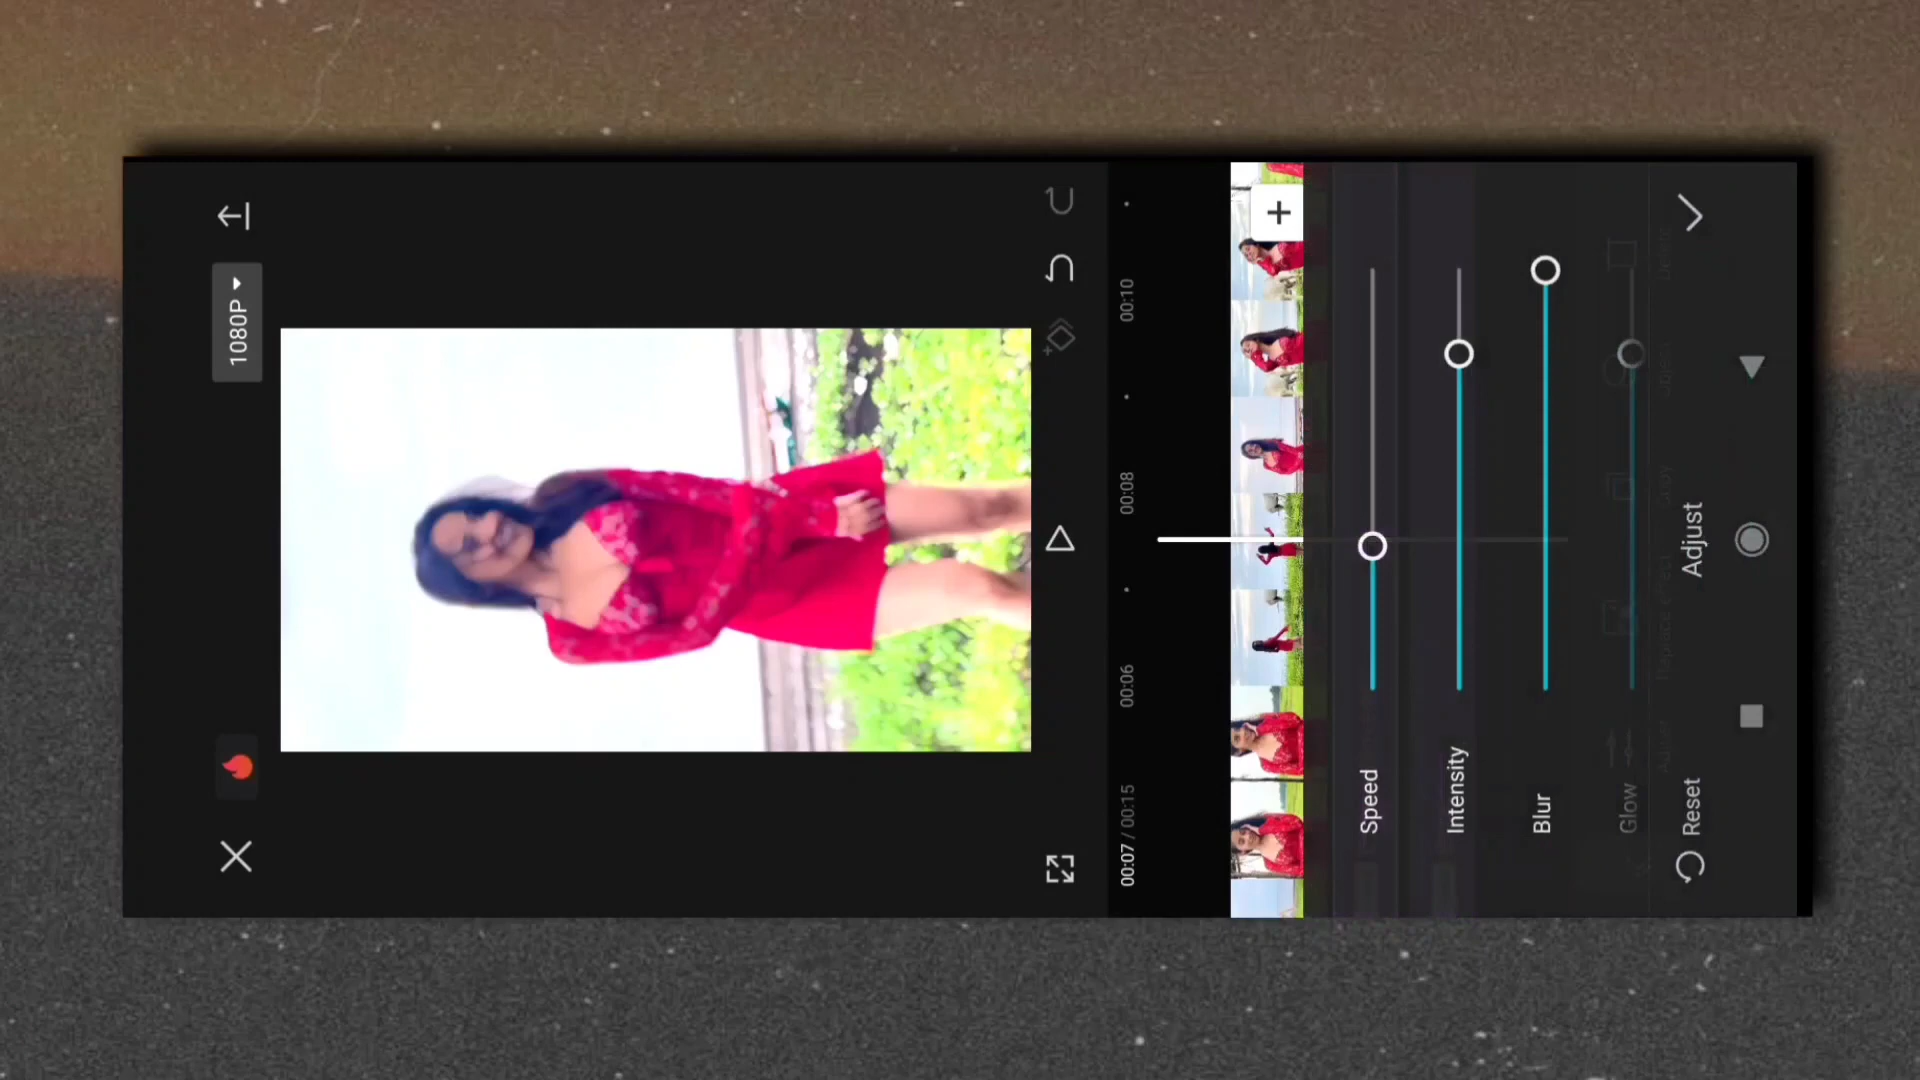 1080P
00:07 / 00:15
00:06
00:08
00:10
Speed
Intensity
Blur
Glow
Reset
Adjust